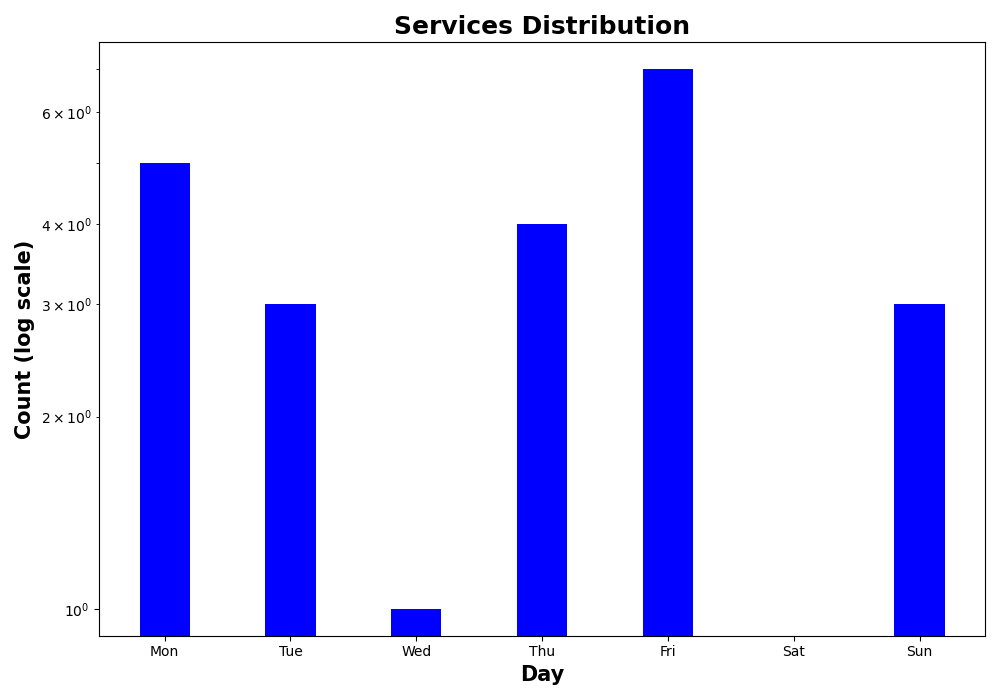 Services Distribution
Count (log scale)
6 × 10⁰
4 × 10⁰
3 × 10⁰
2 × 10⁰
10⁰
Mon Tue Wed Thu Fri Sat Sun
Day